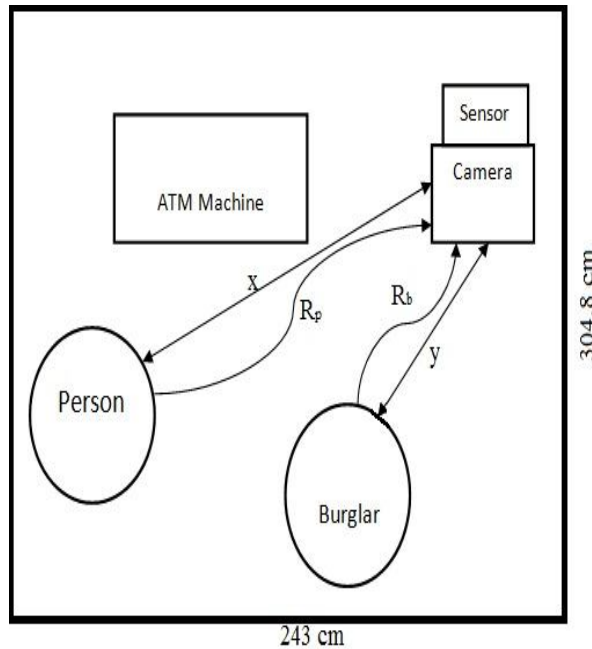 Sensor
Camera
ATM Machine
x
Rp
Rb
y
Person
Burglar
304.8 cm
243 cm